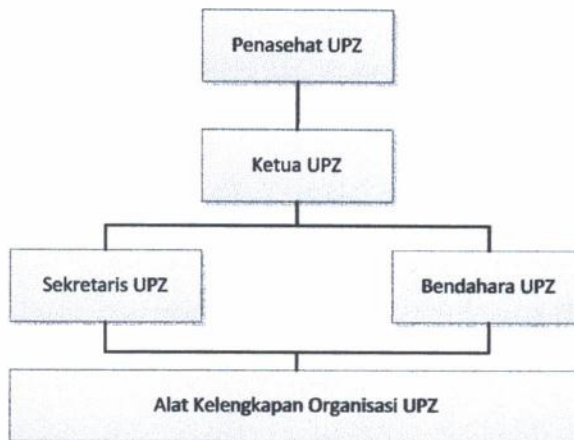 Penasehat UPZ
Ketua UPZ
Sekretaris UPZ
Bendahara UPZ
Alat Kelengkapan Organisasi UPZ